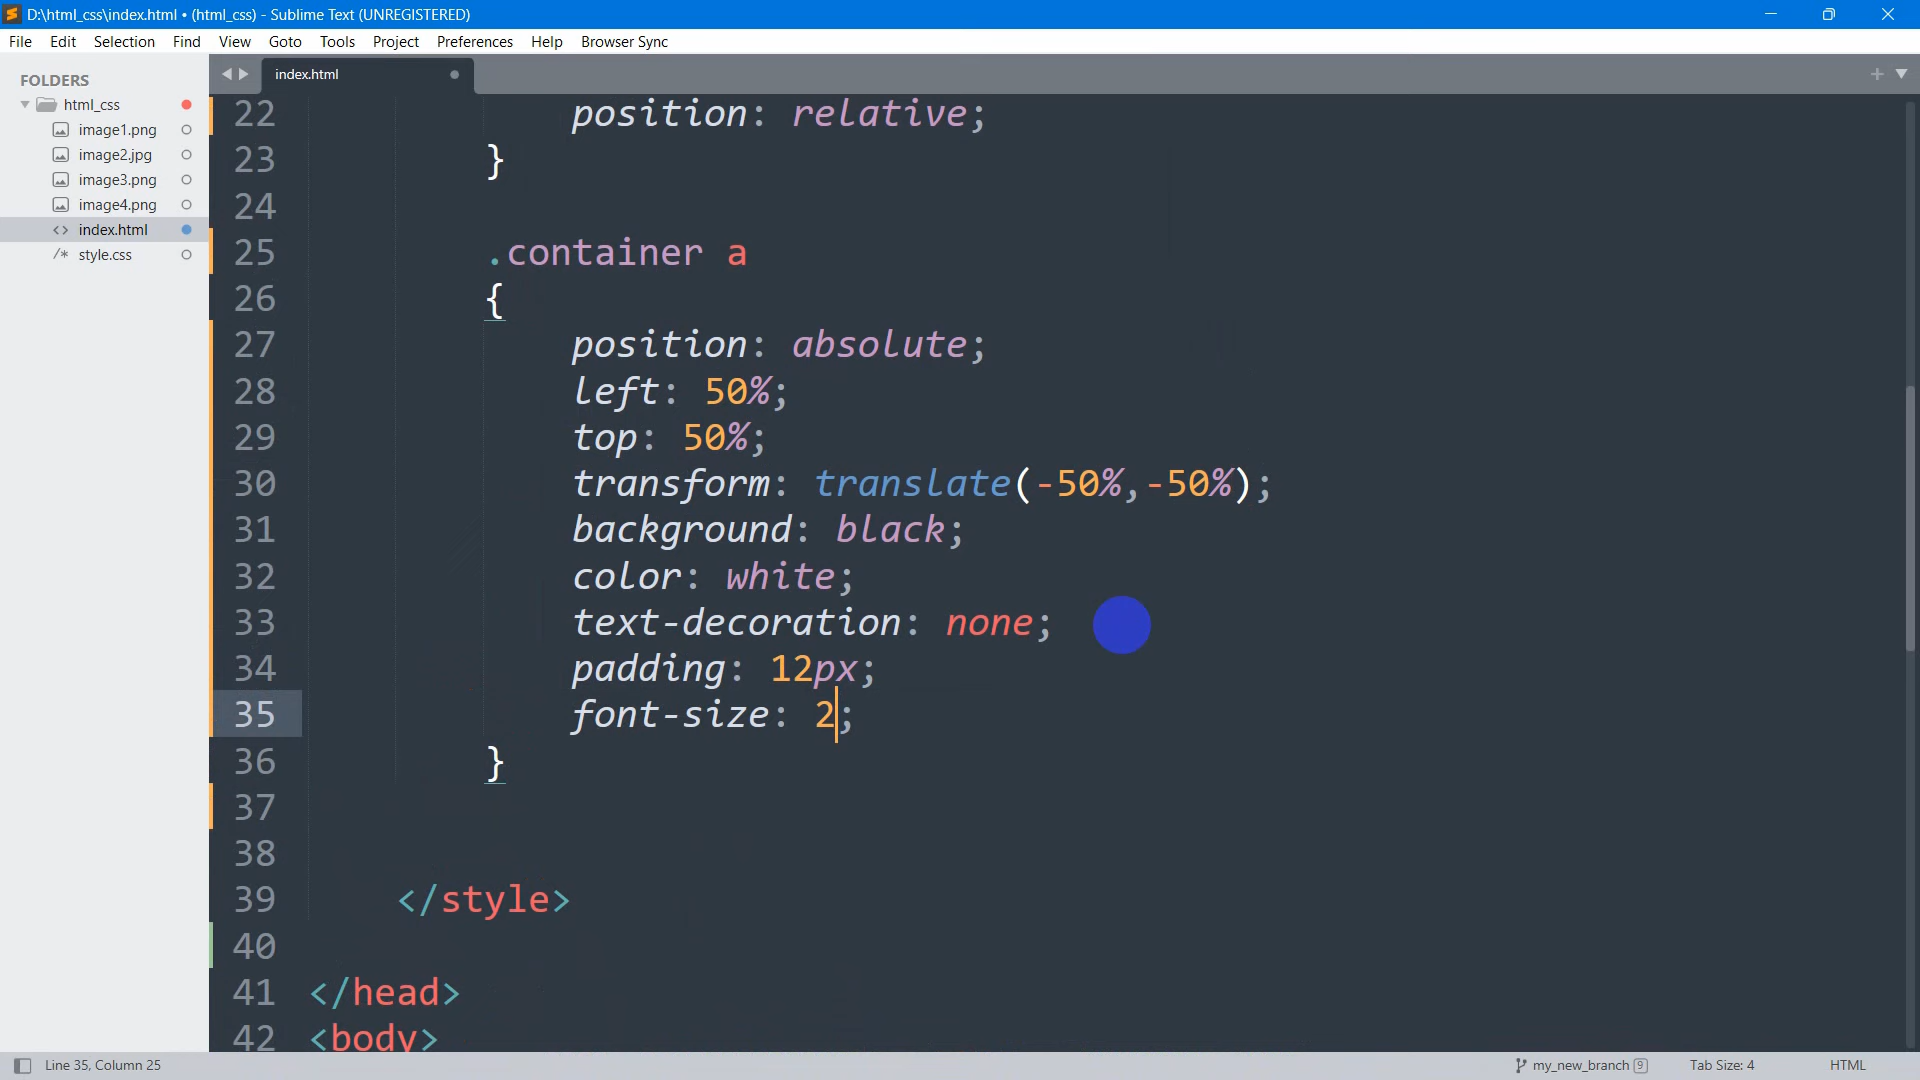 D:\html_css\index.html • (html_css) - Sublime Text (UNREGISTERED)
File Edit Selection Find View Goto Tools Project Preferences Help Browser Sync
FOLDERS
html_css
image1.png
image2.jpg
image3.png
image4.png
index.html
/* style.css
index.html
22 position: relative;
23 }
24
25 .container a
26 {
27 position: absolute;
28 left: 50%;
29 top: 50%;
30 transform: translate(-50%,-50%);
31 background: black;
32 color: white;
33 text-decoration: none;
34 padding: 12px;
35 font-size: 2;
36 }
37
38
39 </style>
40
41 </head>
42 <body>
Line 35, Column 25
my_new_branch 9 Tab Size: 4 HTML